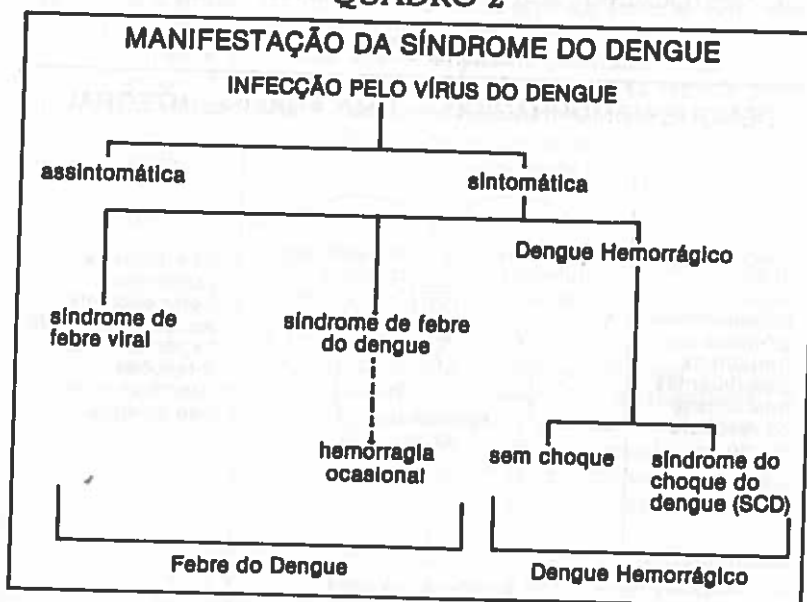 QUADRO 2
MANIFESTAÇÃO DA SÍNDROME DO DENGUE
INFECÇÃO PELO VÍRUS DO DENGUE
assintomática
sintomática
Dengue Hemorrágico
síndrome de
febre viral
síndrome de febre
do dengue
hemorragia
ocasional
sem choque
síndrome do
choque do
dengue (SCD)
Febre do Dengue
Dengue Hemorrágico